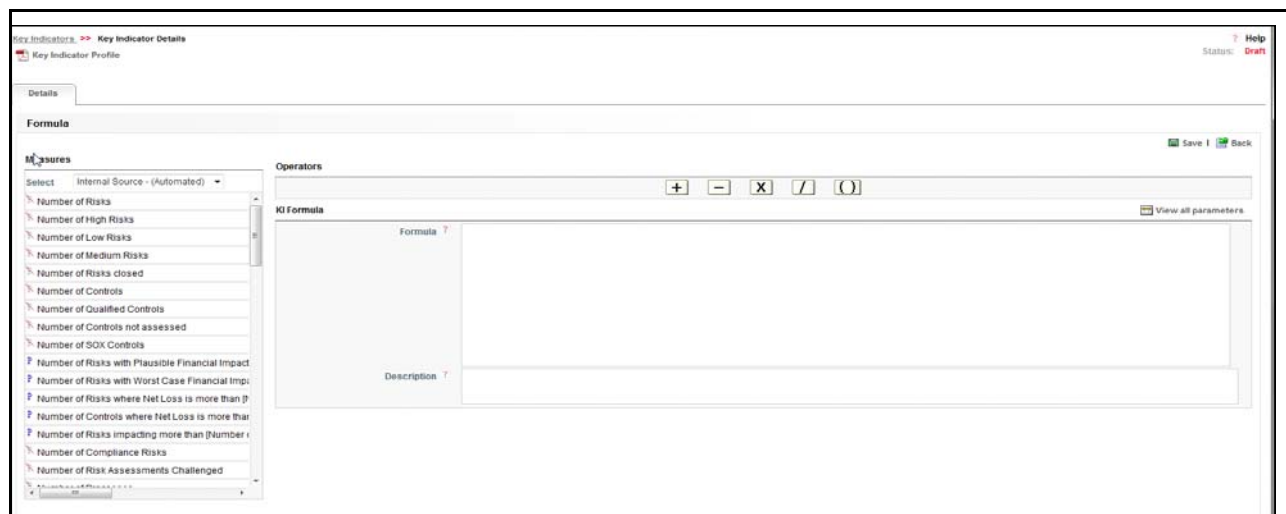 Key Indicators >> Key Indicator Details
? Help
Key Indicator Profile
Status: Draft
Details
Formula
Save | Back
Measures
Operators
Select Internal Source - (Automated)
+ - X / ( )
Number of Risks
KI Formula
View all parameters
Number of High Risks
Formula ?
Number of Low Risks
Number of Medium Risks
Number of Risks closed
Number of Controls
Number of Qualified Controls
Number of Controls not assessed
Number of SOX Controls
? Number of Risks with Plausible Financial Impact
? Number of Risks with Worst Case Financial
Description ?
? Number of Risks where Net Loss is more than
? Number of Controls where Net Loss is more than
? Number of Risks impacting more than [Number
Number of Compliance Risks
Number of Risk Assessments Challenged